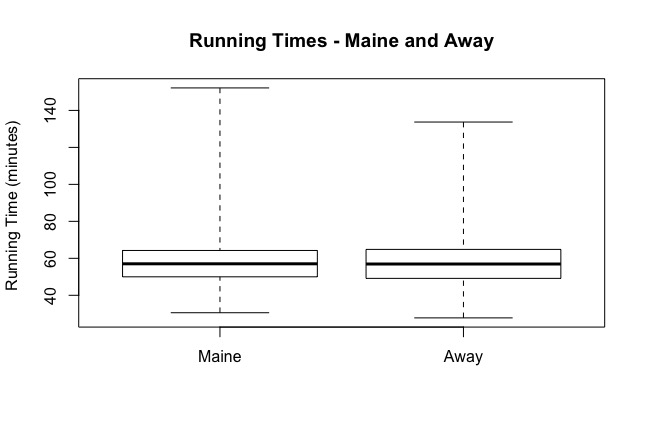 Running Times - Maine and Away
Running Time (minutes)
140
100
80
60
40
Maine
Away